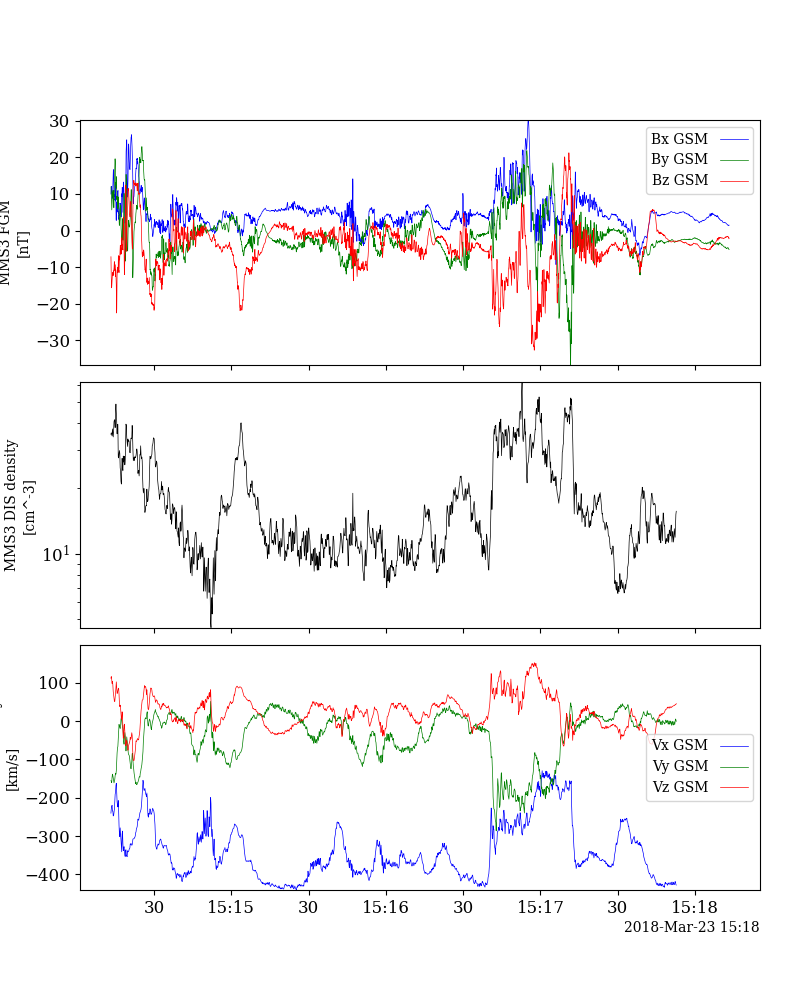 30
20
10
0
−10
−20
−30
MMS3 FGM
[nT]
Bx GSM
By GSM
Bz GSM
10^1
MMS3 DIS density
[cm^-3]
100
0
−100
−200
−300
−400
[km/s]
Vx GSM
Vy GSM
Vz GSM
30
15:15
30
15:16
30
15:17
30
15:18
2018-Mar-23 15:18